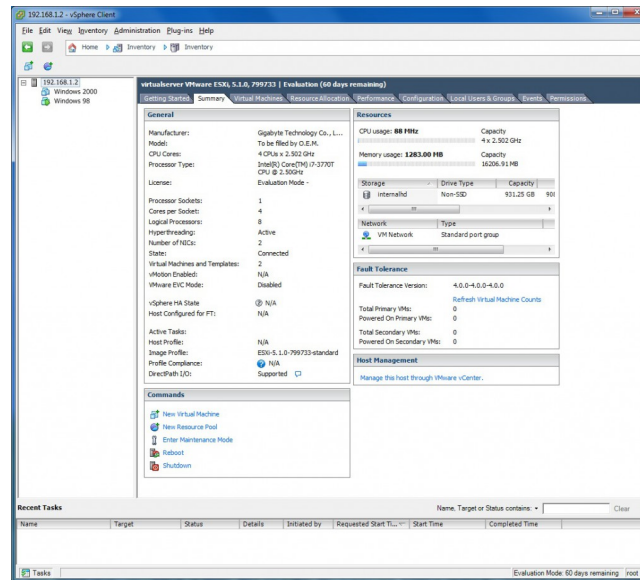 192.168.1.2 - vSphere Client
File Edit View Inventory Administration Plug-ins Help
Home Inventory Inventory
192.168.1.2
Windows 2000
Windows 98
virtualserver VMware ESXi, 5.1.0, 799733 | Evaluation (60 days remaining)
Getting Started Summary Virtual Machines Resource Allocation Performance Configuration Local Users & Groups Events Permissions
General
Manufacturer: Gigabyte Technology Co., L...
Model: To be filled by O.E.M.
CPU Cores: 4 CPUs x 2.502 GHz
Processor Type: Intel(R) Core(TM) i7-3770T
CPU @ 2.50GHz
License: Evaluation Mode -
Processor Sockets: 1
Cores per Socket: 4
Logical Processors: 8
Hyperthreading: Active
Number of NICs: 2
State: Connected
Virtual Machines and Templates: 2
vMotion Enabled: N/A
VMware EVC Mode: Disabled
vSphere HA State N/A
Host Configured for FT: N/A
Active Tasks:
Host Profile: N/A
Image Profile: ESXi-5.1.0-799733-standard
Profile Compliance: N/A
DirectPath I/O: Supported
Commands
New Virtual Machine
New Resource Pool
Enter Maintenance Mode
Reboot
Shutdown
Resources
CPU usage: 88 MHz Capacity
4 x 2.502 GHz
Memory usage: 1283.00 MB Capacity
16206.91 MB
Storage Drive Type Capacity
internalhd Non-SSD 931.25 GB
Network Type
VM Network Standard port group
Fault Tolerance
Fault Tolerance Version: 4.0.0-4.0.0-4.0.0
Refresh Virtual Machine Counts
Total Primary VMs: 0
Powered On Primary VMs: 0
Total Secondary VMs: 0
Powered On Secondary VMs: 0
Host Management
Manage this host through VMware vCenter.
Recent Tasks
Name, Target or Status contains: Clear
Name Target Status Details Initiated by Requested Start Ti... Start Time Completed Time
Tasks
Evaluation Mode: 60 days remaining root